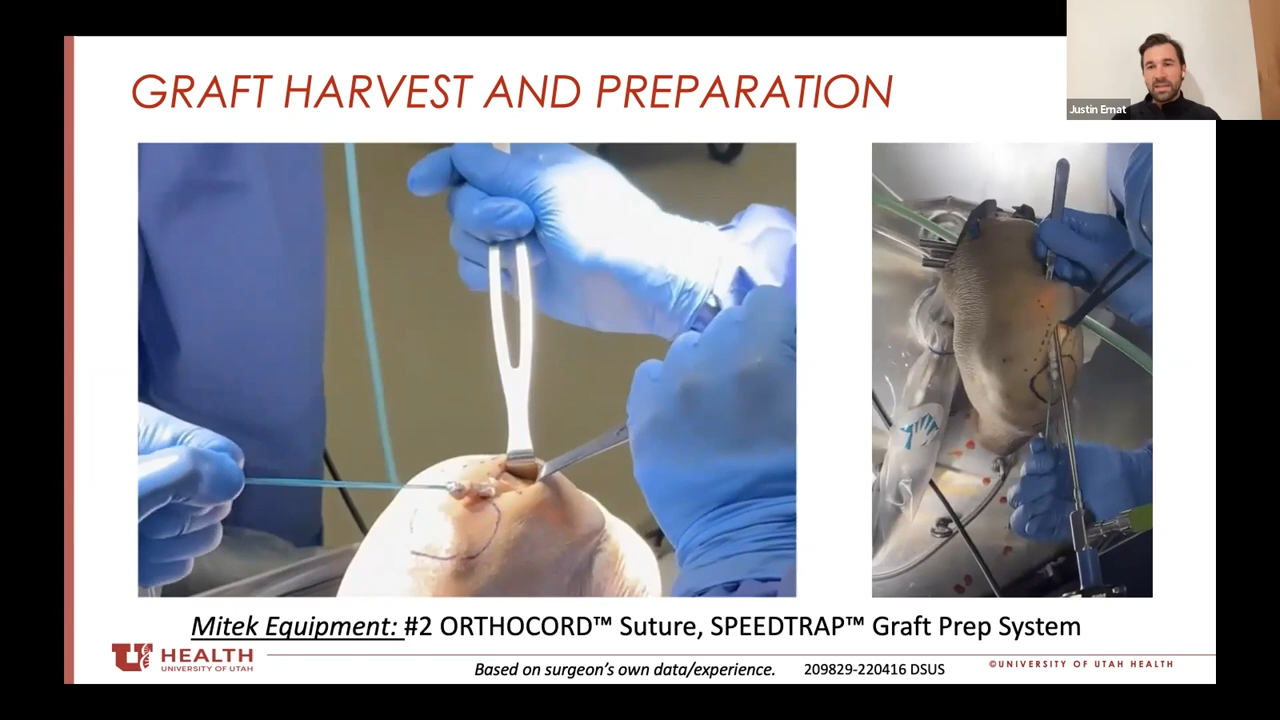 GRAFT HARVEST AND PREPARATION
Justin Ernat
Mitek Equipment: #2 ORTHOCORD™ Suture, SPEEDTRAP™ Graft Prep System
U HEALTH
UNIVERSITY OF UTAH
Based on surgeon's own data/experience.
209829-220416 DSUS
©UNIVERSITY OF UTAH HEALTH